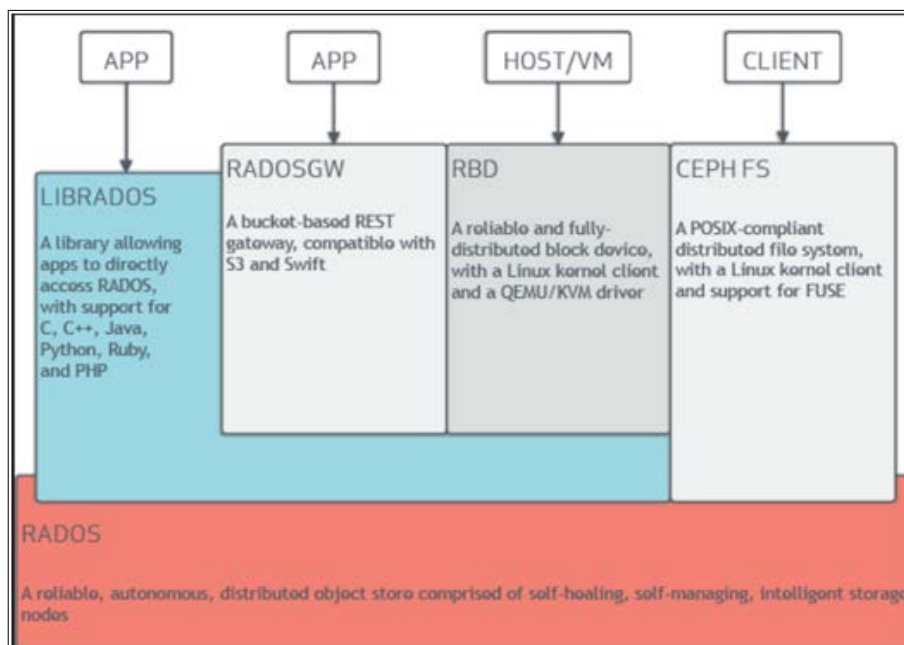 APP
APP
HOST/VM
CLIENT
LIBRADOS
A library allowing
apps to directly
access RADOS,
with support for
C, C++, Java,
Python, Ruby,
and PHP
RADOSGW
A bucket-based REST
gateway, compatible with
S3 and Swift
RBD
A reliable and fully-
distributed block device,
with a Linux kernel client
and a QEMU/KVM driver
CEPH FS
A POSIX-compliant
distributed file system,
with a Linux kernel client
and support for FUSE
RADOS
A reliable, autonomous, distributed object store comprised of self-healing, self-managing, intelligent storage
nodes